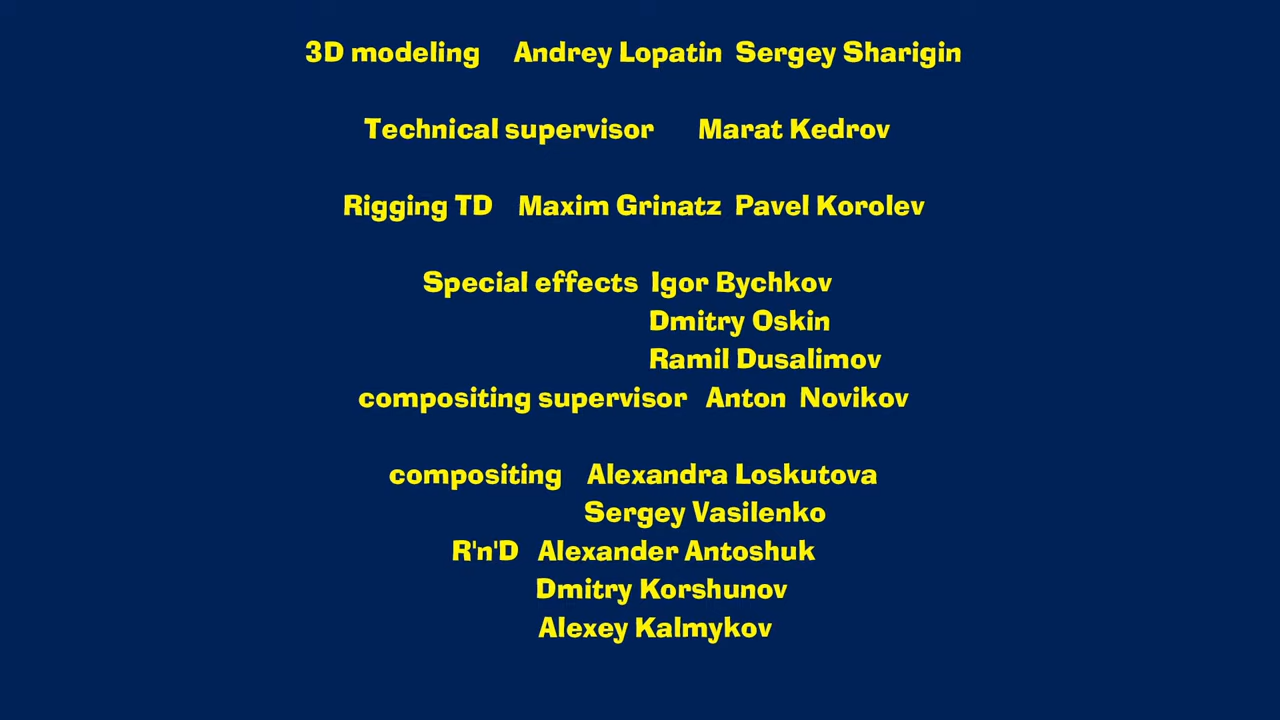 3D modeling Andrey Lopatin Sergey Sharigin
Technical supervisor Marat Kedrov
Rigging TD Maxim Grinatz Pavel Korolev
Special effects Igor Bychkov
Dmitry Oskin
Ramil Dusalimov
compositing supervisor Anton Novikov
compositing Alexandra Loskutova
Sergey Vasilenko
R'n'D Alexander Antoshuk
Dmitry Korshunov
Alexey Kalmykov